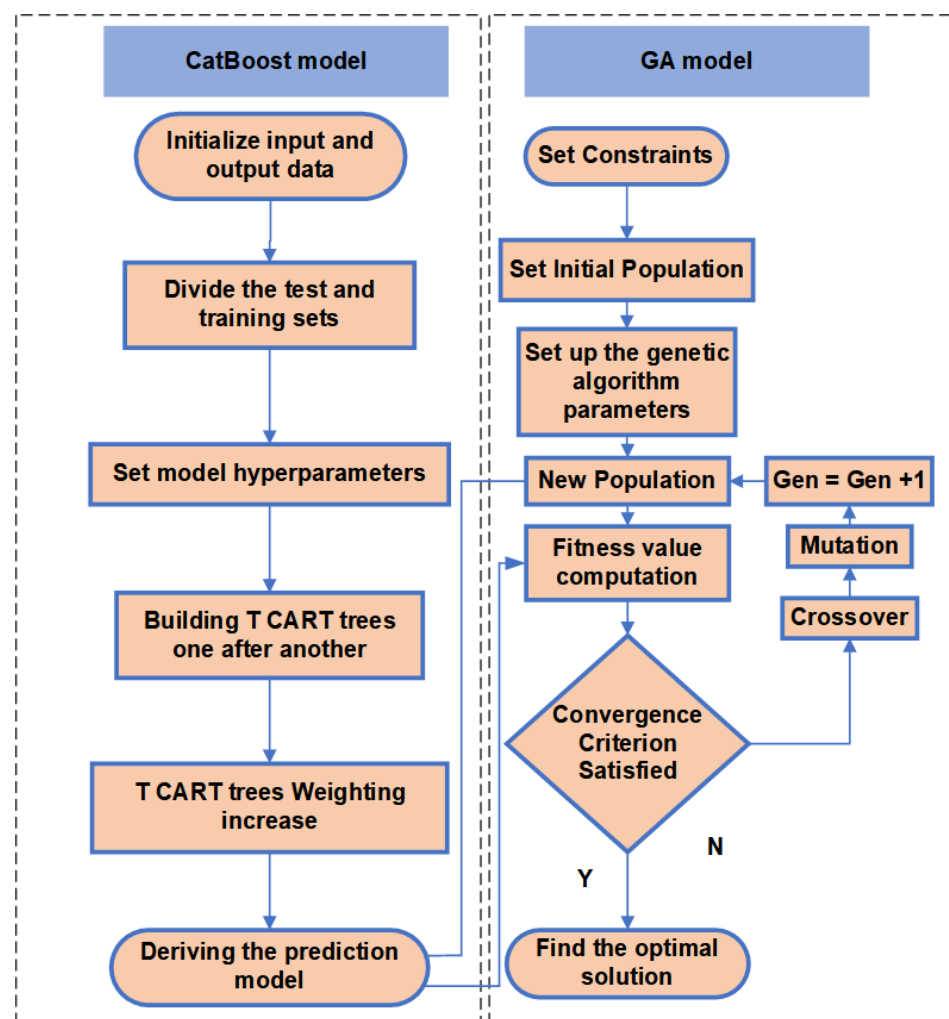 CatBoost model
Initialize input and
output data
Divide the test and
training sets
Set model hyperparameters
Building T CART trees
one after another
T CART trees Weighting
increase
Deriving the prediction
model
GA model
Set Constraints
Set Initial Population
Set up the genetic
algorithm
parameters
New Population
Gen = Gen +1
Fitness value
computation
Mutation
Crossover
Convergence
Criterion
Satisfied
N
Y
Find the optimal
solution